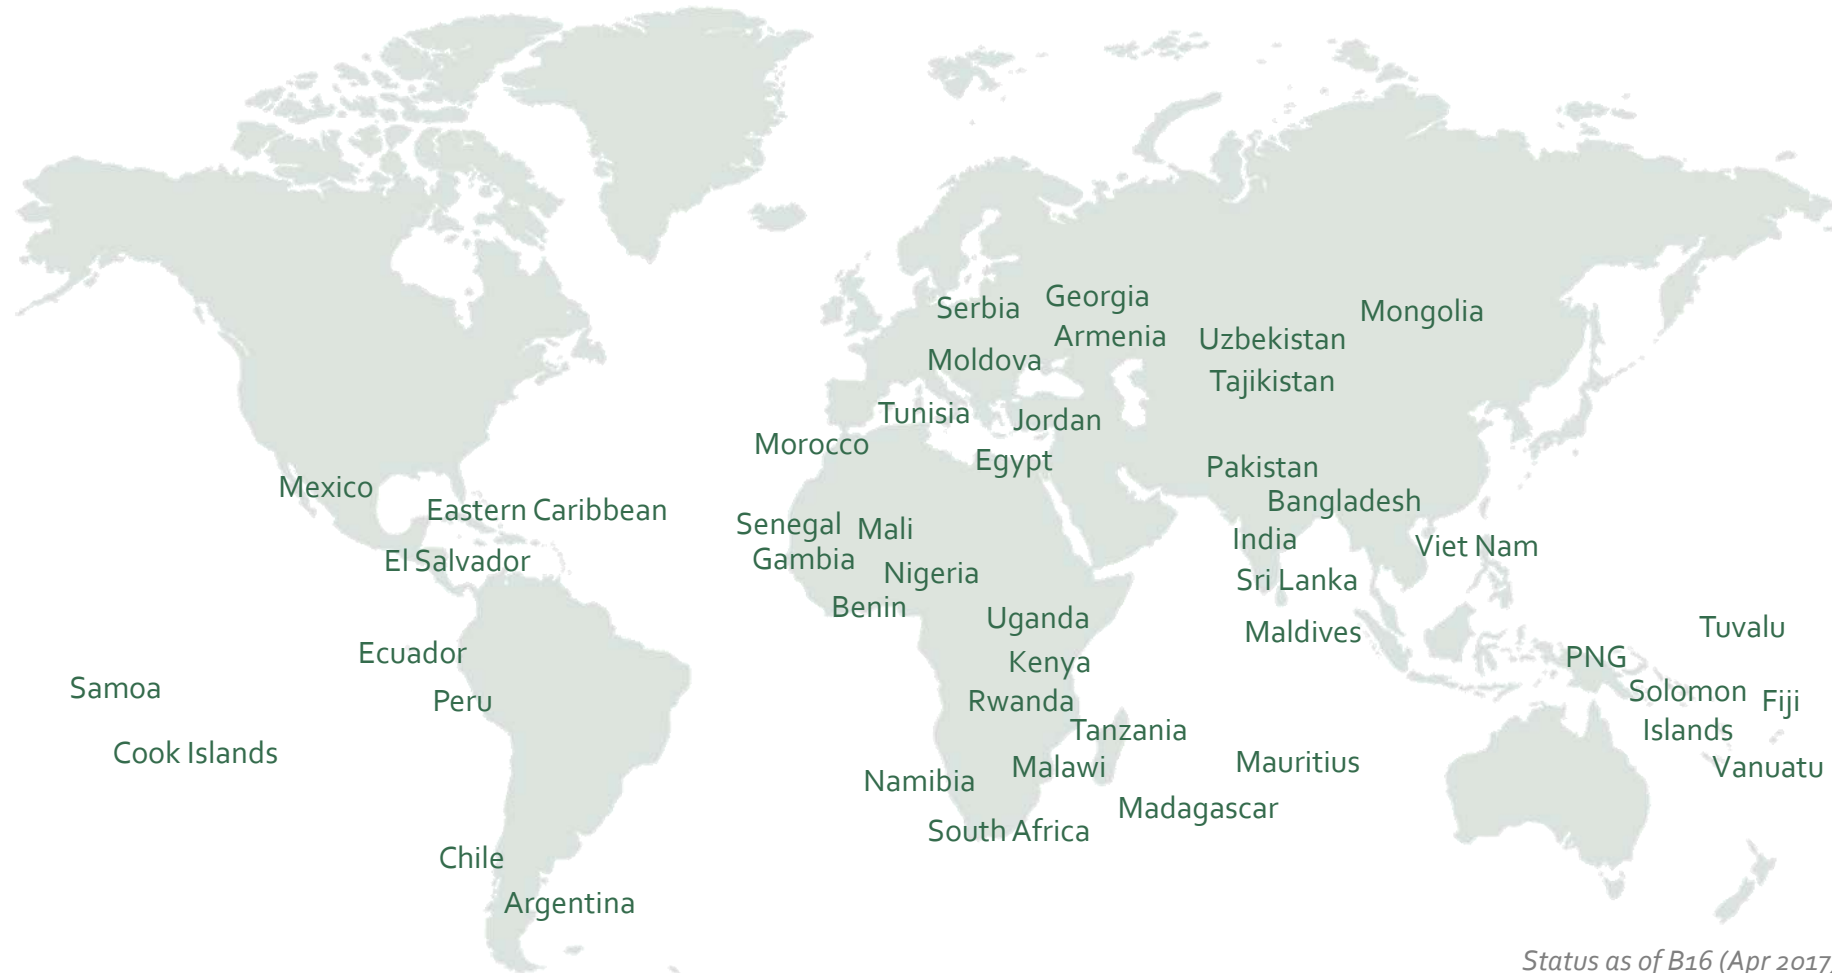 Georgia
Serbia
Mongolia
Armenia
Uzbekistan
Moldova
Tajikistan
Tunisia
Jordan
Morocco
Egypt
Pakistan
Mexico
Bangladesh
Eastern Caribbean
Senegal
Mali
India
Viet Nam
El Salvador
Gambia
Nigeria
Sri Lanka
Benin
Uganda
Maldives
Tuvalu
Ecuador
Kenya
PNG
Samoa
Peru
Rwanda
Solomon
Islands
Fiji
Tanzania
Cook Islands
Mauritius
Malawi
Vanuatu
Namibia
Madagascar
South Africa
Chile
Argentina
Status as of B16 (Apr 2017)